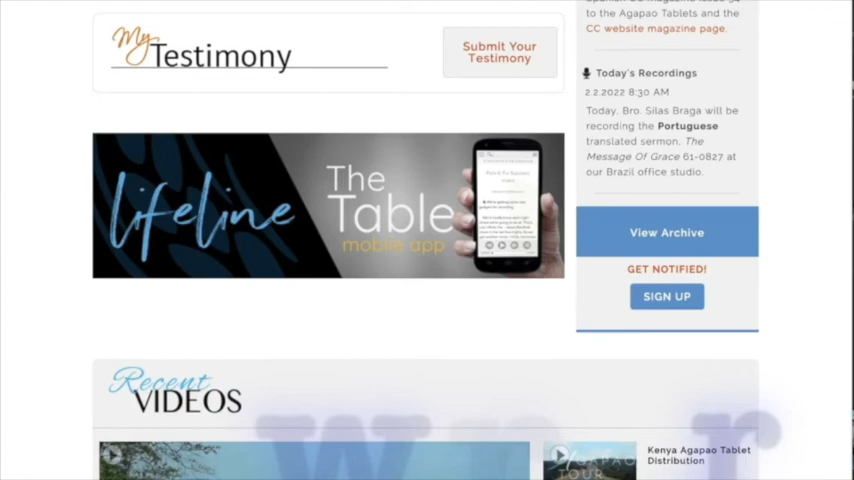 My
Testimony
Submit Your
Testimony
to the Agapao Tablets and the
CC website magazine page.
Today's Recordings
2.2.2022 8:30 AM
Today, Bro. Silas Braga will be
recording the Portuguese
translated sermon, The
Message Of Grace 61-0827 at
our Brazil office studio.
View Archive
GET NOTIFIED!
SIGN UP
lifeline
The
Table
mobile app
Recent
VIDEOS
Kenya Agapao Tablet
Distribution
AGAPAO
TOUR